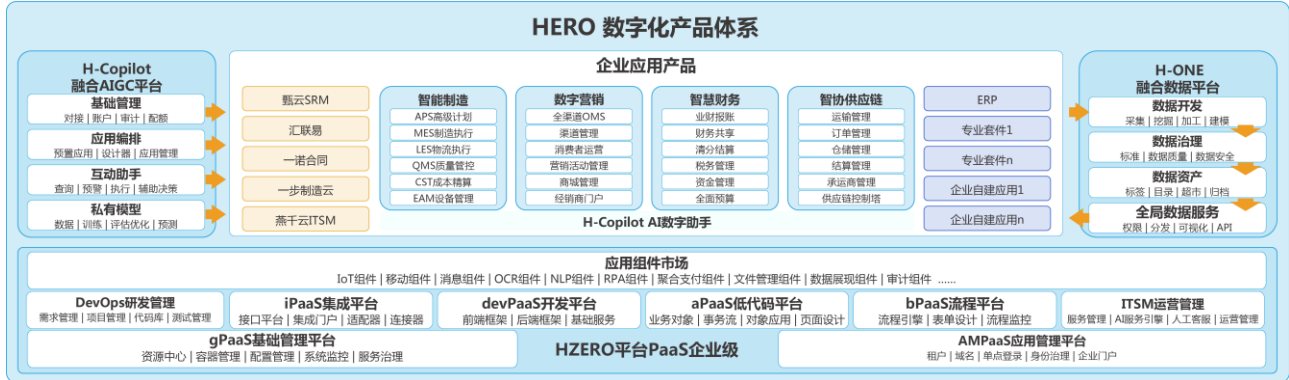 HERO 数字化产品体系
H-Copilot
融合AIGC平台
基础管理
对接 | 账户 | 审计 | 配额
应用编排
预置应用 | 设计器 | 应用管理
互动助手
查询 | 预警 | 执行 | 辅助决策
私有模型
数据 | 训练 | 评估优化 | 预测
企业应用产品
甄云SRM
汇联易
一诺合同
一步制造云
燕千云ITSM
智能制造
APS高级计划
MES制造执行
LES物流执行
QMS质量管控
CST成本精算
EAM设备管理
数字营销
全渠道OMS
渠道管理
消费者运营
营销活动管理
商城管理
经销商门户
智慧财务
业财报账
财务共享
清分结算
税务管理
资金管理
全面预算
智协供应链
运输管理
订单管理
仓储管理
结算管理
承运商管理
供应链控制塔
H-Copilot AI数字助手
ERP
专业套件1
专业套件n
企业自建应用1
企业自建应用n
H-ONE
融合数据平台
数据开发
采集 | 挖掘 | 加工 | 建模
数据治理
标准 | 数据质量 | 数据安全
数据资产
标签 | 目录 | 超市 | 归档
全局数据服务
权限 | 分发 | 可视化 | API
应用组件市场
IoT组件 | 移动组件 | 消息组件 | OCR组件 | NLP组件 | RPA组件 | 聚合支付组件 | 文件管理组件 | 数据展现组件 | 审计组件 ......
DevOps研发管理
需求管理 | 项目管理 | 代码库 | 测试管理
iPaaS集成平台
接口平台 | 集成门户 | 适配器 | 连接器
devPaaS开发平台
前端框架 | 后端框架 | 基础服务
aPaaS低代码平台
业务对象 | 事务流 | 对象应用 | 页面设计
bPaaS流程平台
流程引擎 | 表单设计 | 流程监控
ITSM运营管理
服务管理 | AI服务引擎 | 人工客服 | 运营管理
gPaaS基础管理平台
资源中心 | 容器管理 | 配置管理 | 系统监控 | 服务治理
HZERO平台PaaS企业级
AMPaaS应用管理平台
租户 | 域名 | 单点登录 | 身份治理 | 企业门户